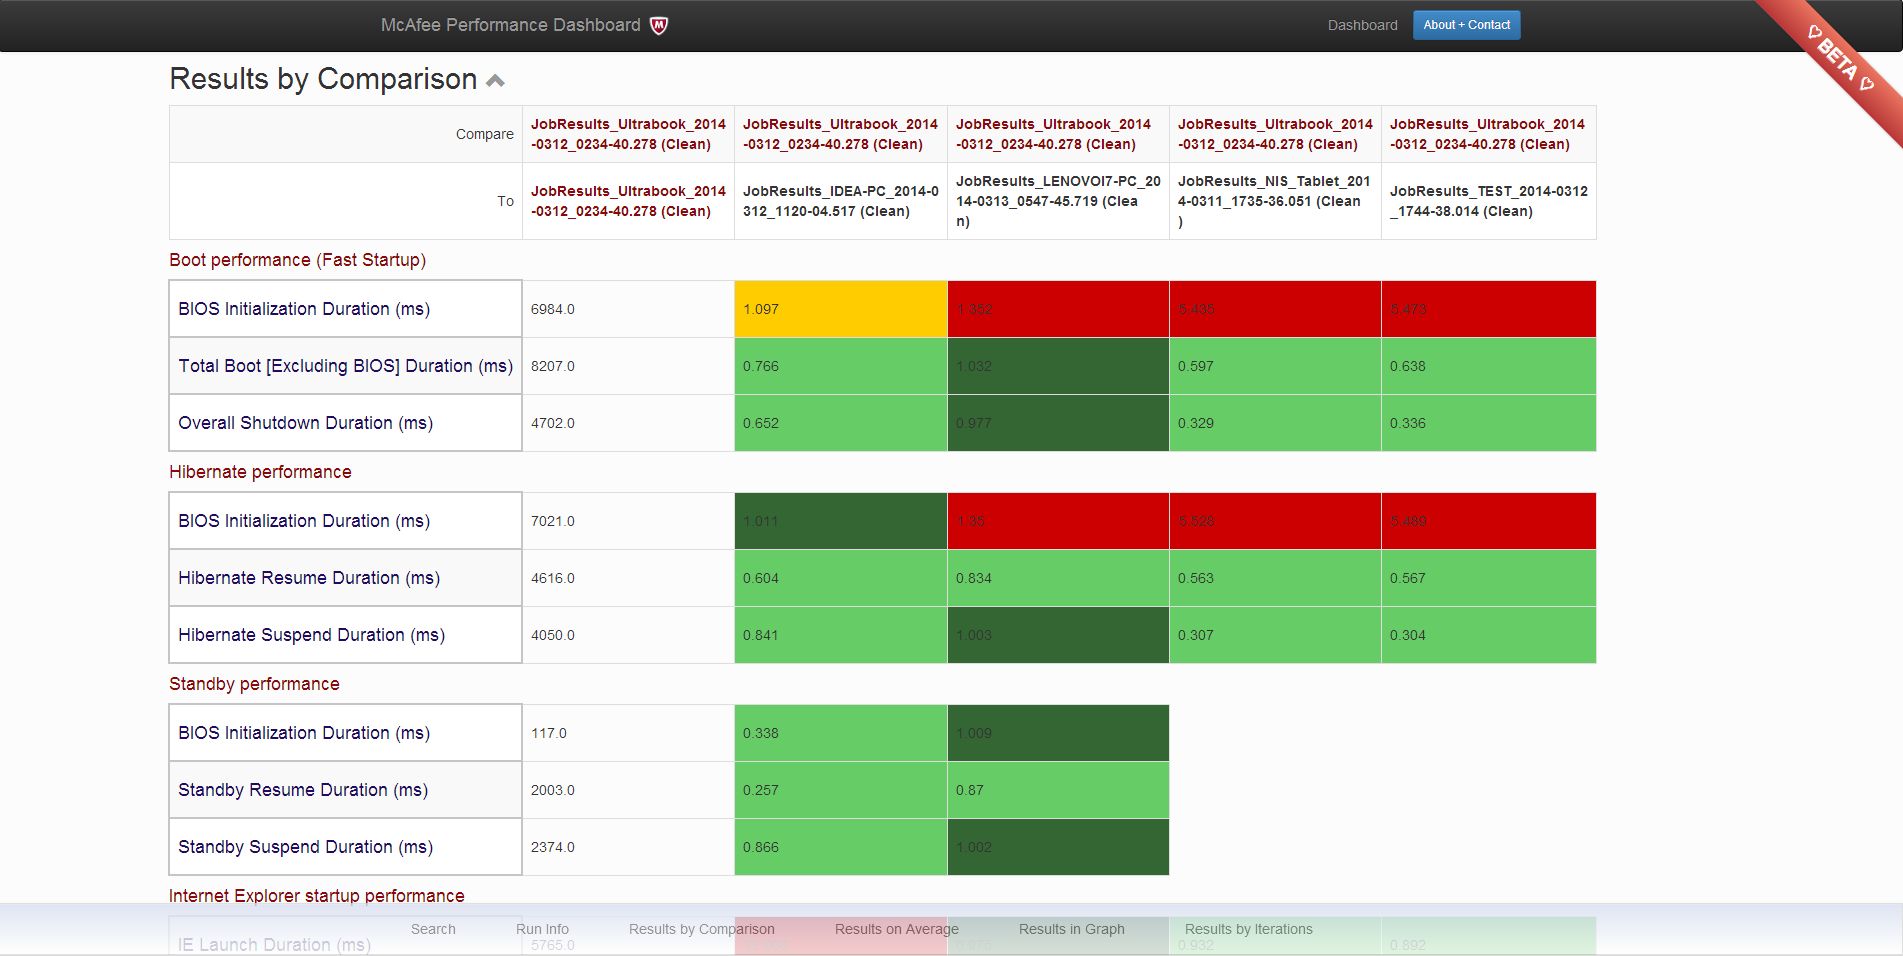 McAfee Performance Dashboard
Dashboard
About + Contact
♡ BETA ♡
Results by Comparison
Compare
JobResults_Ultrabook_2014
-0312_0234-40.278 (Clean)
JobResults_Ultrabook_2014
-0312_0234-40.278 (Clean)
JobResults_Ultrabook_2014
-0312_0234-40.278 (Clean)
JobResults_Ultrabook_2014
-0312_0234-40.278 (Clean)
JobResults_Ultrabook_2014
-0312_0234-40.278 (Clean)
To
JobResults_Ultrabook_2014
-0312_0234-40.278 (Clean)
JobResults_IDEA-PC_2014-0
312_1120-04.517 (Clean)
JobResults_LENOVOI7-PC_20
14-0313_0547-45.719 (Clea
n)
JobResults_NIS_Tablet_201
4-0311_1735-36.051 (Clean
)
JobResults_TEST_2014-0312
_1744-38.014 (Clean)
Boot performance (Fast Startup)
BIOS Initialization Duration (ms) 6984.0 1.097 1.352 5.435 5.473
Total Boot [Excluding BIOS] Duration (ms) 8207.0 0.766 1.032 0.597 0.638
Overall Shutdown Duration (ms) 4702.0 0.652 0.977 0.329 0.336
Hibernate performance
BIOS Initialization Duration (ms) 7021.0 1.011 1.35 5.528 5.489
Hibernate Resume Duration (ms) 4616.0 0.604 0.834 0.563 0.567
Hibernate Suspend Duration (ms) 4050.0 0.841 1.003 0.307 0.304
Standby performance
BIOS Initialization Duration (ms) 117.0 0.338 1.009
Standby Resume Duration (ms) 2003.0 0.257 0.87
Standby Suspend Duration (ms) 2374.0 0.866 1.002
Internet Explorer startup performance
Search Run Info Results by Comparison Results on Average Results in Graph Results by Iterations
IE Launch Duration (ms) 5765.0 0.932 0.892